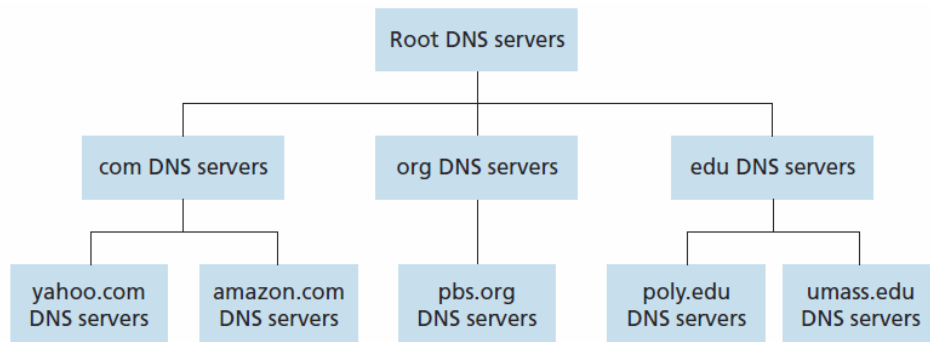 Root DNS servers
com DNS servers
org DNS servers
edu DNS servers
yahoo.com
DNS servers
amazon.com
DNS servers
pbs.org
DNS servers
poly.edu
DNS servers
umass.edu
DNS servers